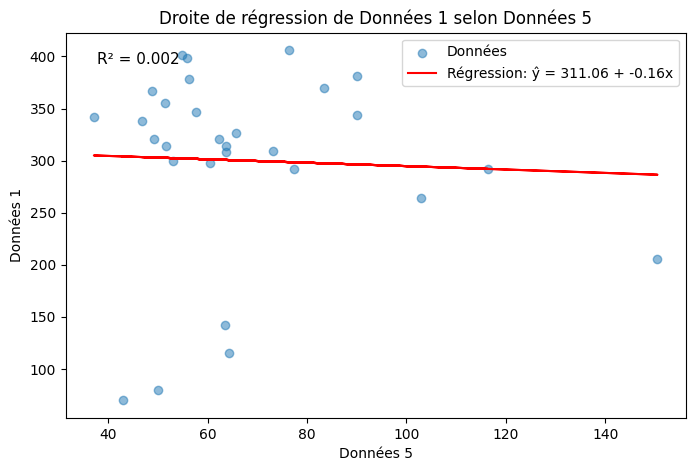 Droite de régression de Données 1 selon Données 5
R² = 0.002
Données
Régression: ŷ = 311.06 + -0.16x
400
350
300
250
200
150
100
Données 1
40 60 80 100 120 140
Données 5